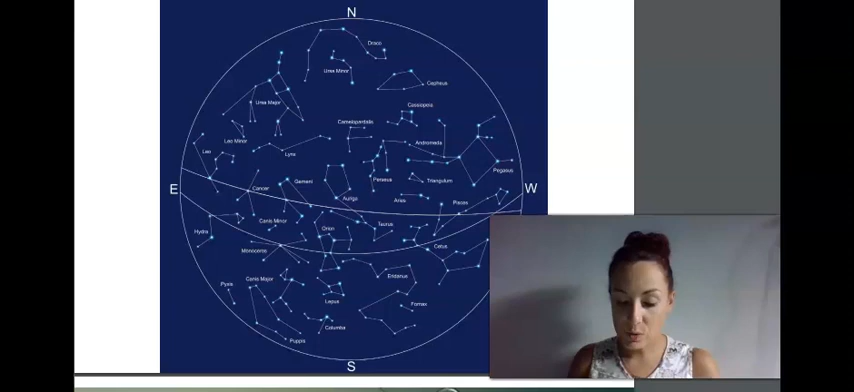 N
Draco
Ursa Minor
Cepheus
Ursa Major
Cassiopeia
Camelopardalis
Leo Minor
Andromeda
Leo
Lynx
Pegasus
Perseus
Triangulum
Gemini
E
Cancer
W
Auriga
Aries
Pisces
Canis Minor
Taurus
Orion
Hydra
Cetus
Monoceros
Eridanus
Canis Major
Pyxis
Lepus
Fornax
Columba
Puppis
S